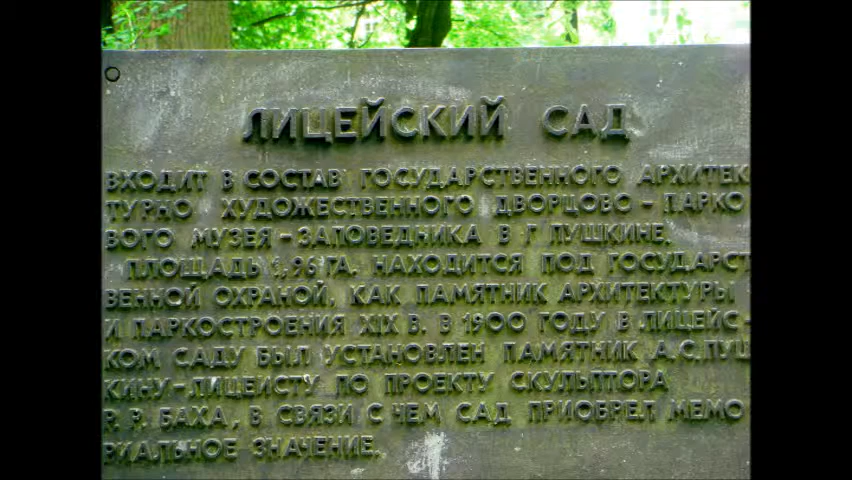 ЛИЦЕЙСКИЙ САД
ВХОДИТ В СОСТАВ ГОСУДАРСТВЕННОГО АРХИТЕК
ТУРНО ХУДОЖЕСТВЕННОГО ДВОРЦОВО-ПАРКО
ВОГО МУЗЕЯ-ЗАПОВЕДНИКА В Г ПУШКИНЕ.
ПЛОЩАДЬ 1,96 ГА. НАХОДИТСЯ ПОД ГОСУДАРСТ
ВЕННОЙ ОХРАНОЙ, КАК ПАМЯТНИК АРХИТЕКТУРЫ
И ПАРКОСТРОЕНИЯ XIX В. В 1900 ГОДУ В ЛИЦЕЙС-
КОМ САДУ БЫЛ УСТАНОВЛЕН ПАМЯТНИК А.С.ПУШ
КИНУ-ЛИЦЕИСТУ ПО ПРОЕКТУ СКУЛЬПТОРА
Р. Р. БАХА, В СВЯЗИ С ЧЕМ САД ПРИОБРЕЛ МЕМО
РИАЛЬНОЕ ЗНАЧЕНИЕ.